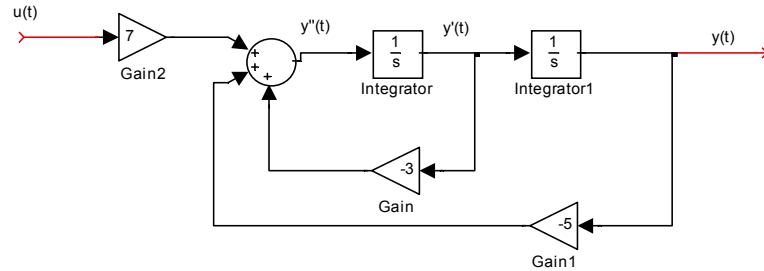 u(t)
7
Gain2
+
+
+
y"(t)
1
s
Integrator
y'(t)
1
s
Integrator1
y(t)
-3
Gain
-5
Gain1